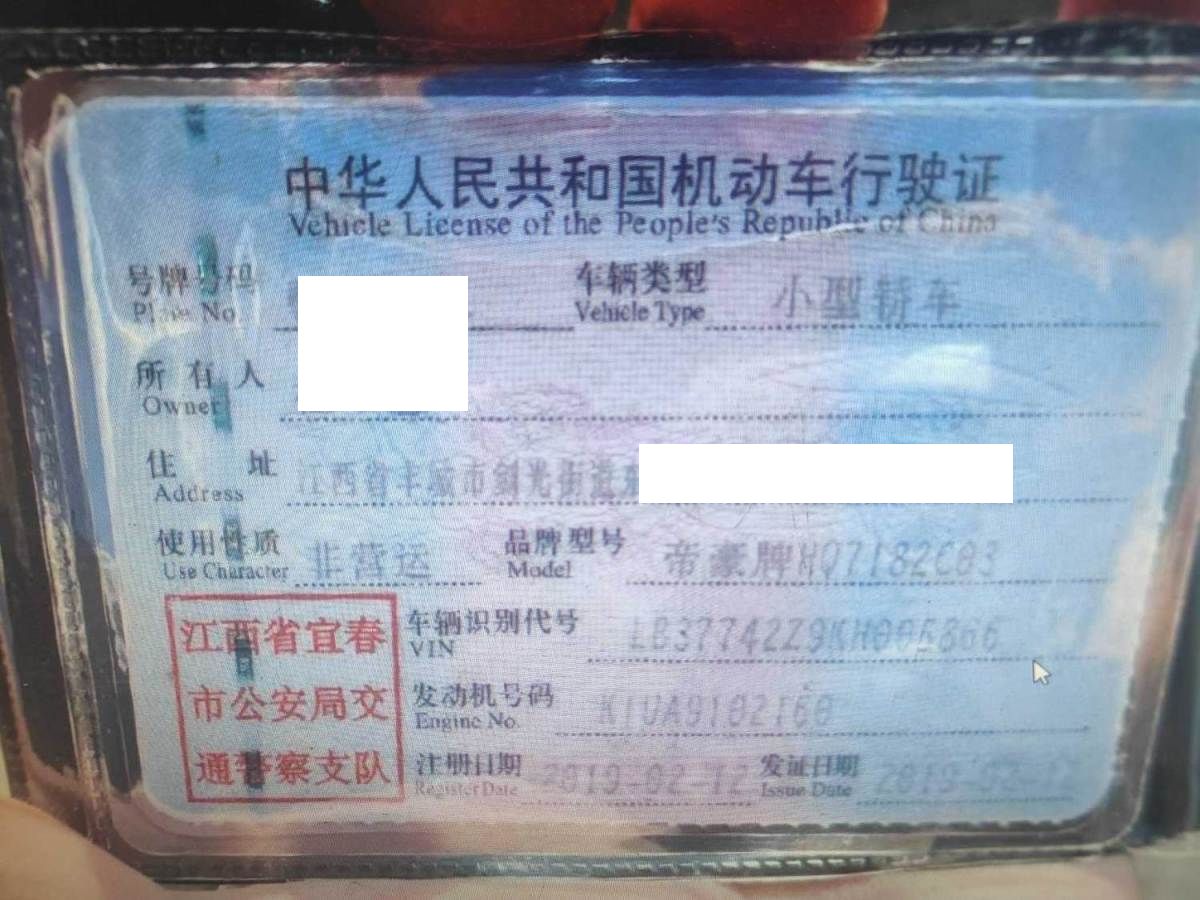 中华人民共和国机动车行驶证
Vehicle License of the People's Republic of China
号牌号码 车辆类型 小型轿车
Plate No. Vehicle Type
所有人
Owner
住址 江西省丰城市剑光街道
Address
使用性质 非营运 品牌型号 帝豪牌HQ7182C03
Use Character Model
江西省宜春
市公安局交
通警察支队
车辆识别代号 LB37742Z9KH005866
VIN
发动机号码
Engine No.
注册日期 2019-02-12 发证日期
Register Date Issue Date